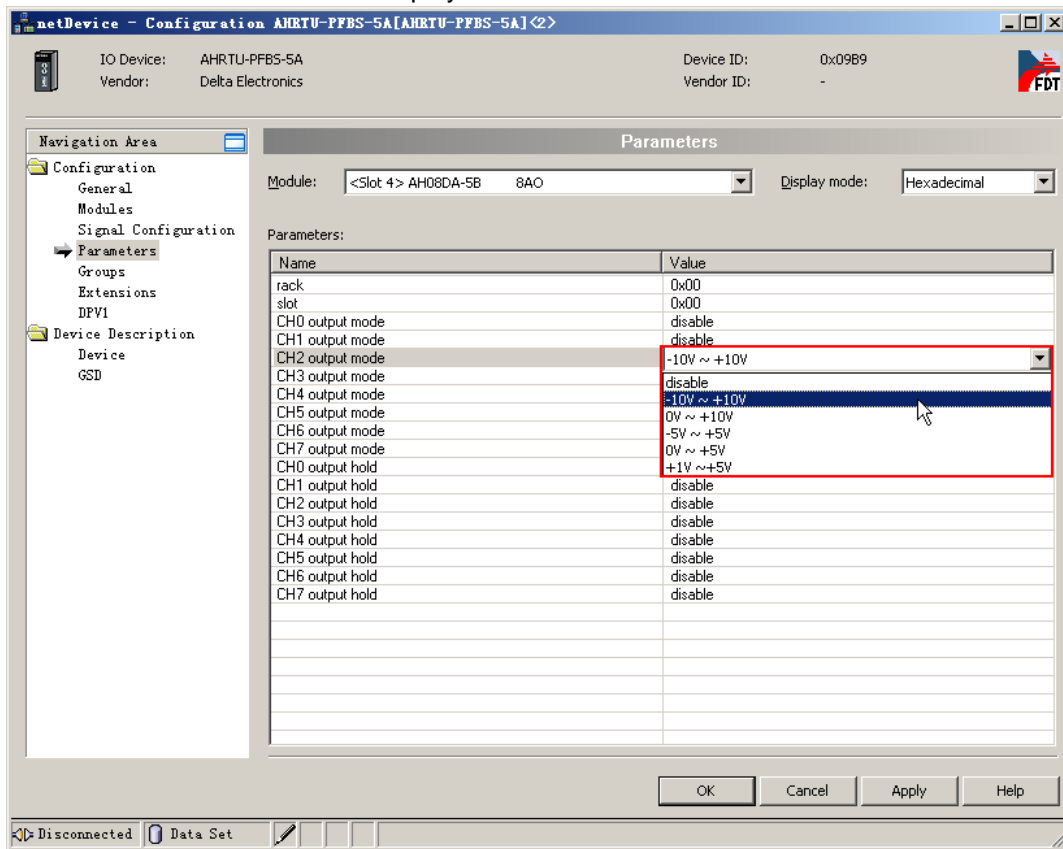 netDevice - Configuration AHRTU-PFBS-5A[AHRTU-PFBS-5A]<2>
IO Device: AHRTU-PFBS-5A Device ID: 0x09B9
Vendor: Delta Electronics Vendor ID: -
FDT
Navigation Area
Configuration
General
Modules
Signal Configuration
Parameters
Groups
Extensions
DPV1
Device Description
Device
GSD
Parameters
Module: <Slot 4> AH08DA-5B 8AO Display mode: Hexadecimal
Parameters:
Name Value
rack 0x00
slot 0x00
CH0 output mode disable
CH1 output mode disable
CH2 output mode -10V ~ +10V
CH3 output mode
CH4 output mode
CH5 output mode
CH6 output mode
CH7 output mode
CH0 output hold
disable
-10V ~ +10V
0V ~ +10V
-5V ~ +5V
0V ~ +5V
+1V ~+5V
CH1 output hold disable
CH2 output hold disable
CH3 output hold disable
CH4 output hold disable
CH5 output hold disable
CH6 output hold disable
CH7 output hold disable
OK Cancel Apply Help
Disconnected Data Set